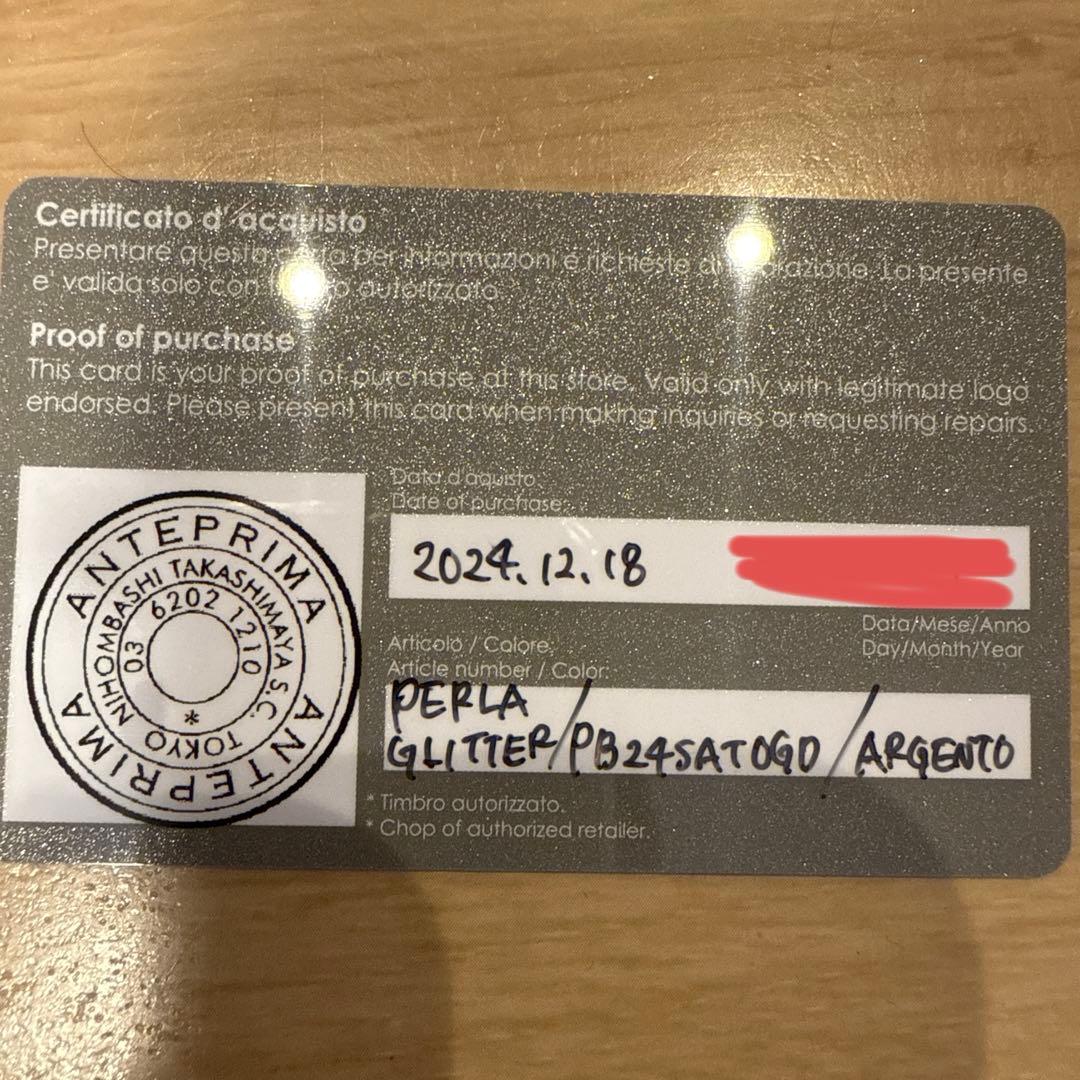 Certificato d' acquisto
Presentare questa per informazioni e richieste di La presente
e' valida solo con autorizzato.
Proof of purchase
This card is your proof of purchase at this store. Valid only with legitimate logo
endorsed. Please present this card when making inquiries or requesting repairs.
Data d'aquisto
Date of purchase:
2024.12.18
Data/Mese/Anno
Day/Month/Year
Articolo / Colore:
Article number / Color:
PERLA
GLITTER/PB24SATOGD/ARGENTO
* Timbro autorizzato.
* Chop of authorized retailer.
ANTEPRIMA
ANTEPRIMA
NIHOMBASHI TAKASHIMAYA S.C.
TOKYO
03 6202 1210
*